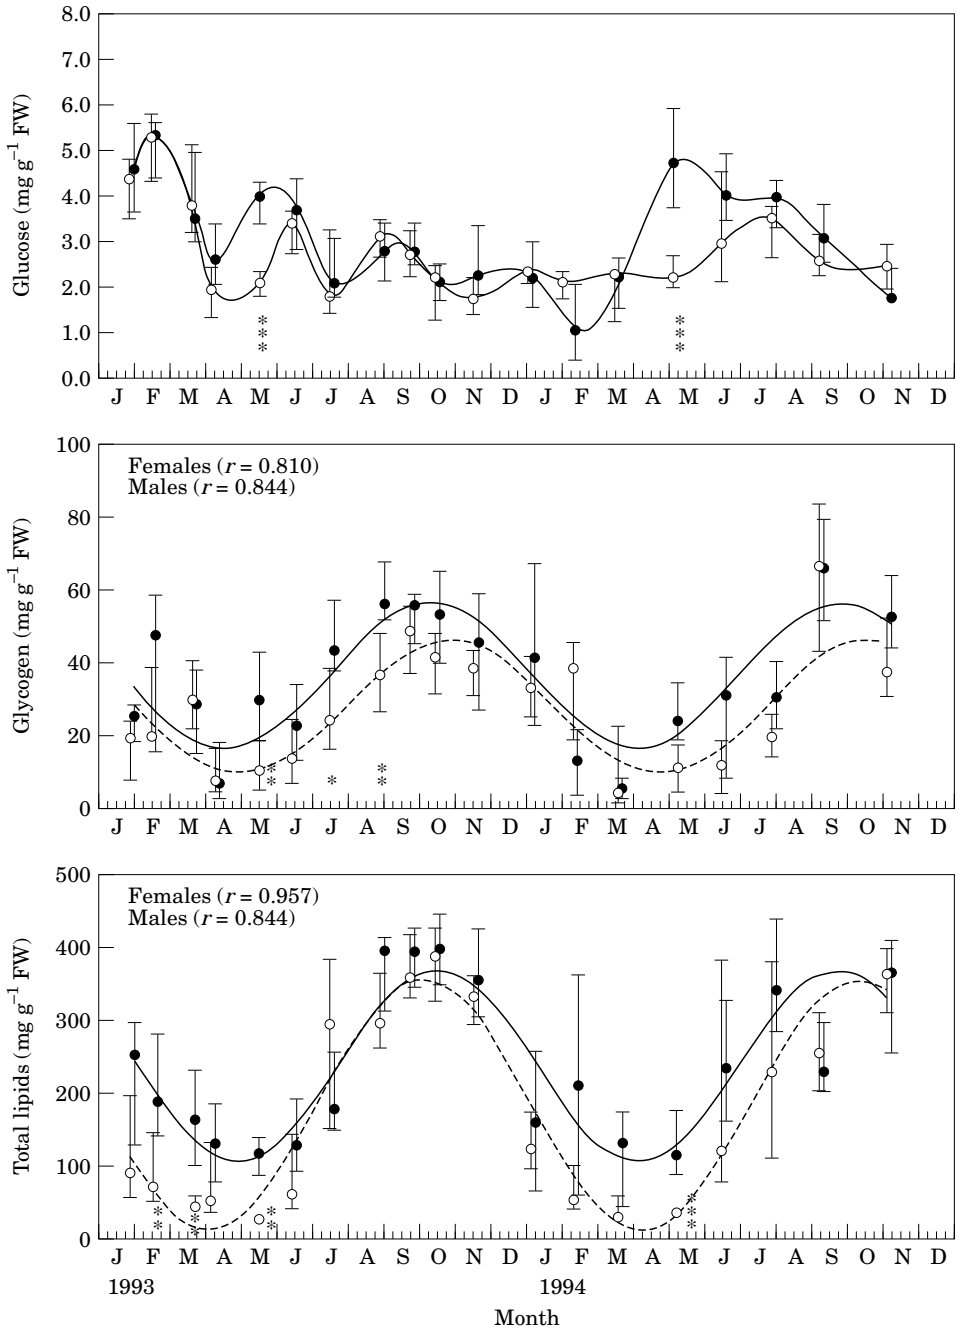 8.0
7.0
6.0
5.0
4.0
3.0
2.0
1.0
0.0
Glucose (mg g⁻¹ FW)
* * *
* * *
J F M A M J J A S O N D J F M A M J J A S O N D
100
80
60
40
20
0
Glycogen (mg g⁻¹ FW)
Females (r = 0.810)
Males (r = 0.844)
* *
*
* *
J F M A M J J A S O N D J F M A M J J A S O N D
500
400
300
200
100
0
Total lipids (mg g⁻¹ FW)
Females (r = 0.957)
Males (r = 0.844)
* *
* * *
* *
* * *
J F M A M J J A S O N D J F M A M J J A S O N D
1993 1994
Month